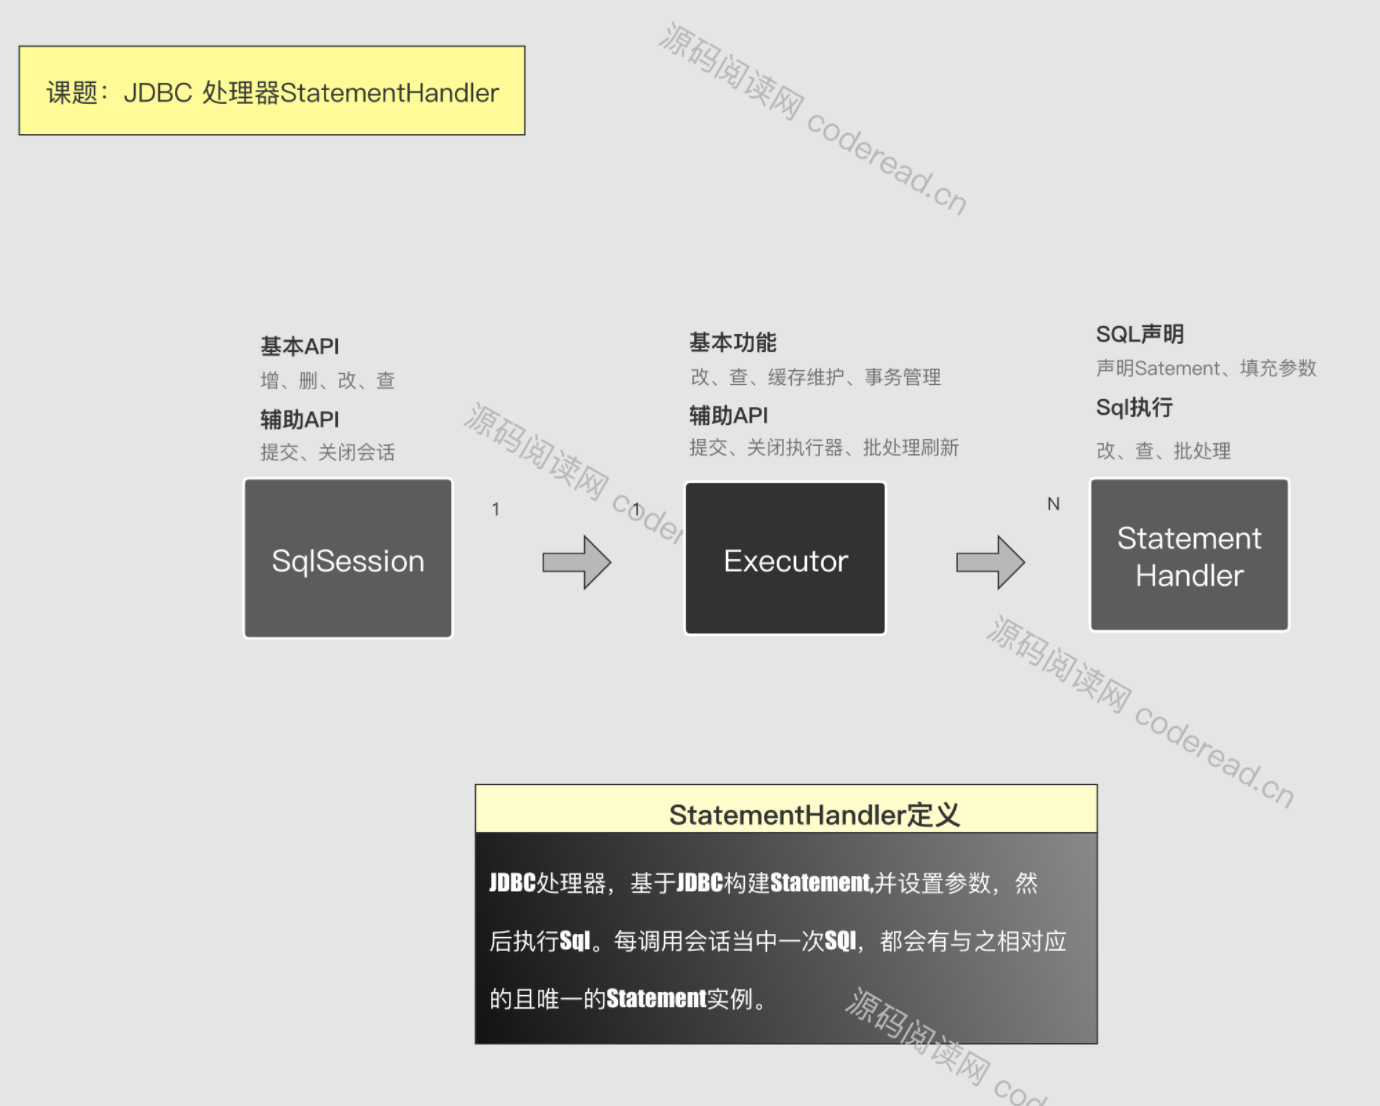 课题：JDBC 处理器StatementHandler
源码阅读网 coderead.cn
基本API
增、删、改、查
辅助API
提交、关闭会话
基本功能
改、查、缓存维护、事务管理
辅助API
提交、关闭执行器、批处理刷新
SQL声明
声明Satement、填充参数
Sql执行
改、查、批处理
源码阅读网 coder
1
1
N
SqlSession
Executor
Statement
Handler
源码阅读网 coderead.cn
StatementHandler定义
JDBC处理器，基于JDBC构建Statement,并设置参数，然
后执行Sql。每调用会话当中一次SQl，都会有与之相对应
的且唯一的Statement实例。
源码阅读网 cod